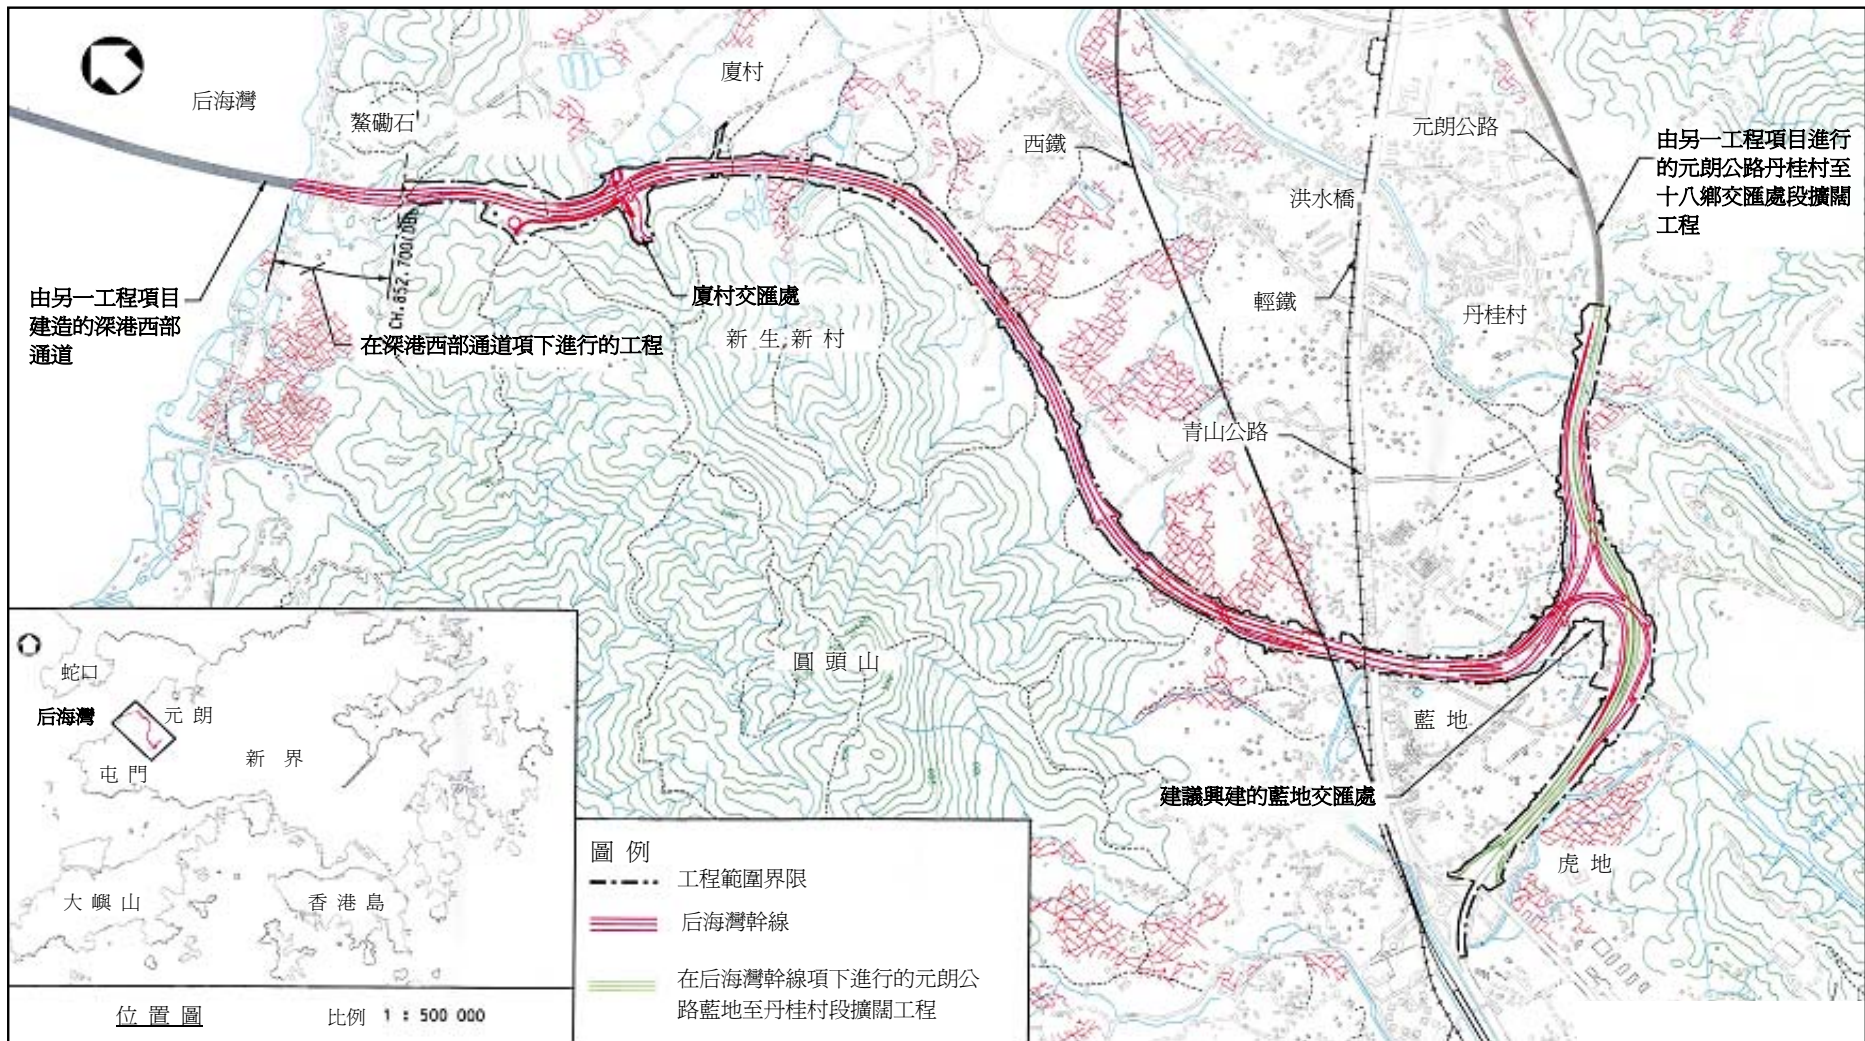 后海灣
鰲磡石
廈村
西鐵
元朗公路
由另一工程項目進行
的元朗公路丹桂村至
十八鄉交匯處段擴闊
工程
洪水橋
CH.852.700(DB
由另一工程項目
建造的深港西部
通道
廈村交匯處
在深港西部通道項下進行的工程
新生新村
輕鐵
丹桂村
青山公路
圓頭山
藍地
建議興建的藍地交匯處
虎地
蛇口
后海灣
元朗
屯門
新界
大嶼山
香港島
位置圖
比例 1 : 500 000
圖例
工程範圍界限
后海灣幹線
在后海灣幹線項下進行的元朗公
路藍地至丹桂村段擴闊工程